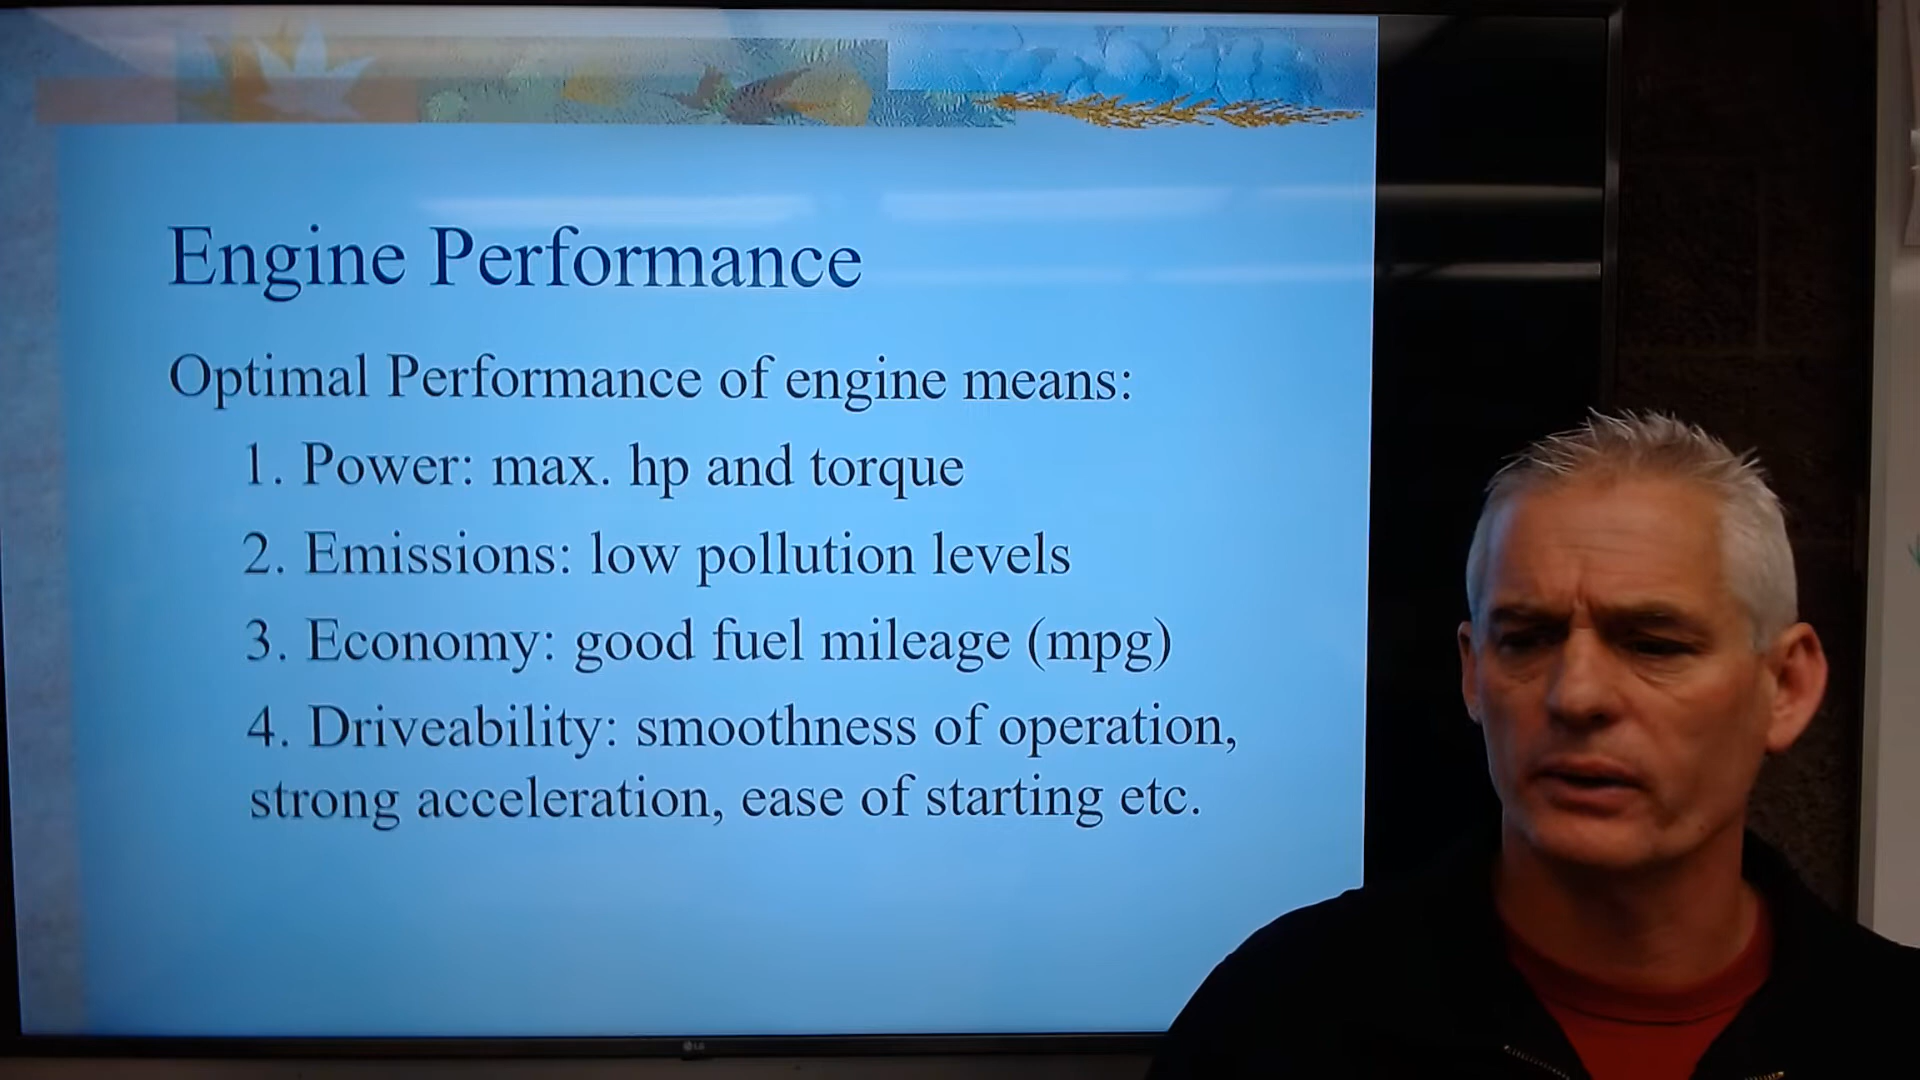 Engine Performance
Optimal Performance of engine means:
1. Power: max. hp and torque
2. Emissions: low pollution levels
3. Economy: good fuel mileage (mpg)
4. Driveability: smoothness of operation,
strong acceleration, ease of starting etc.
LG